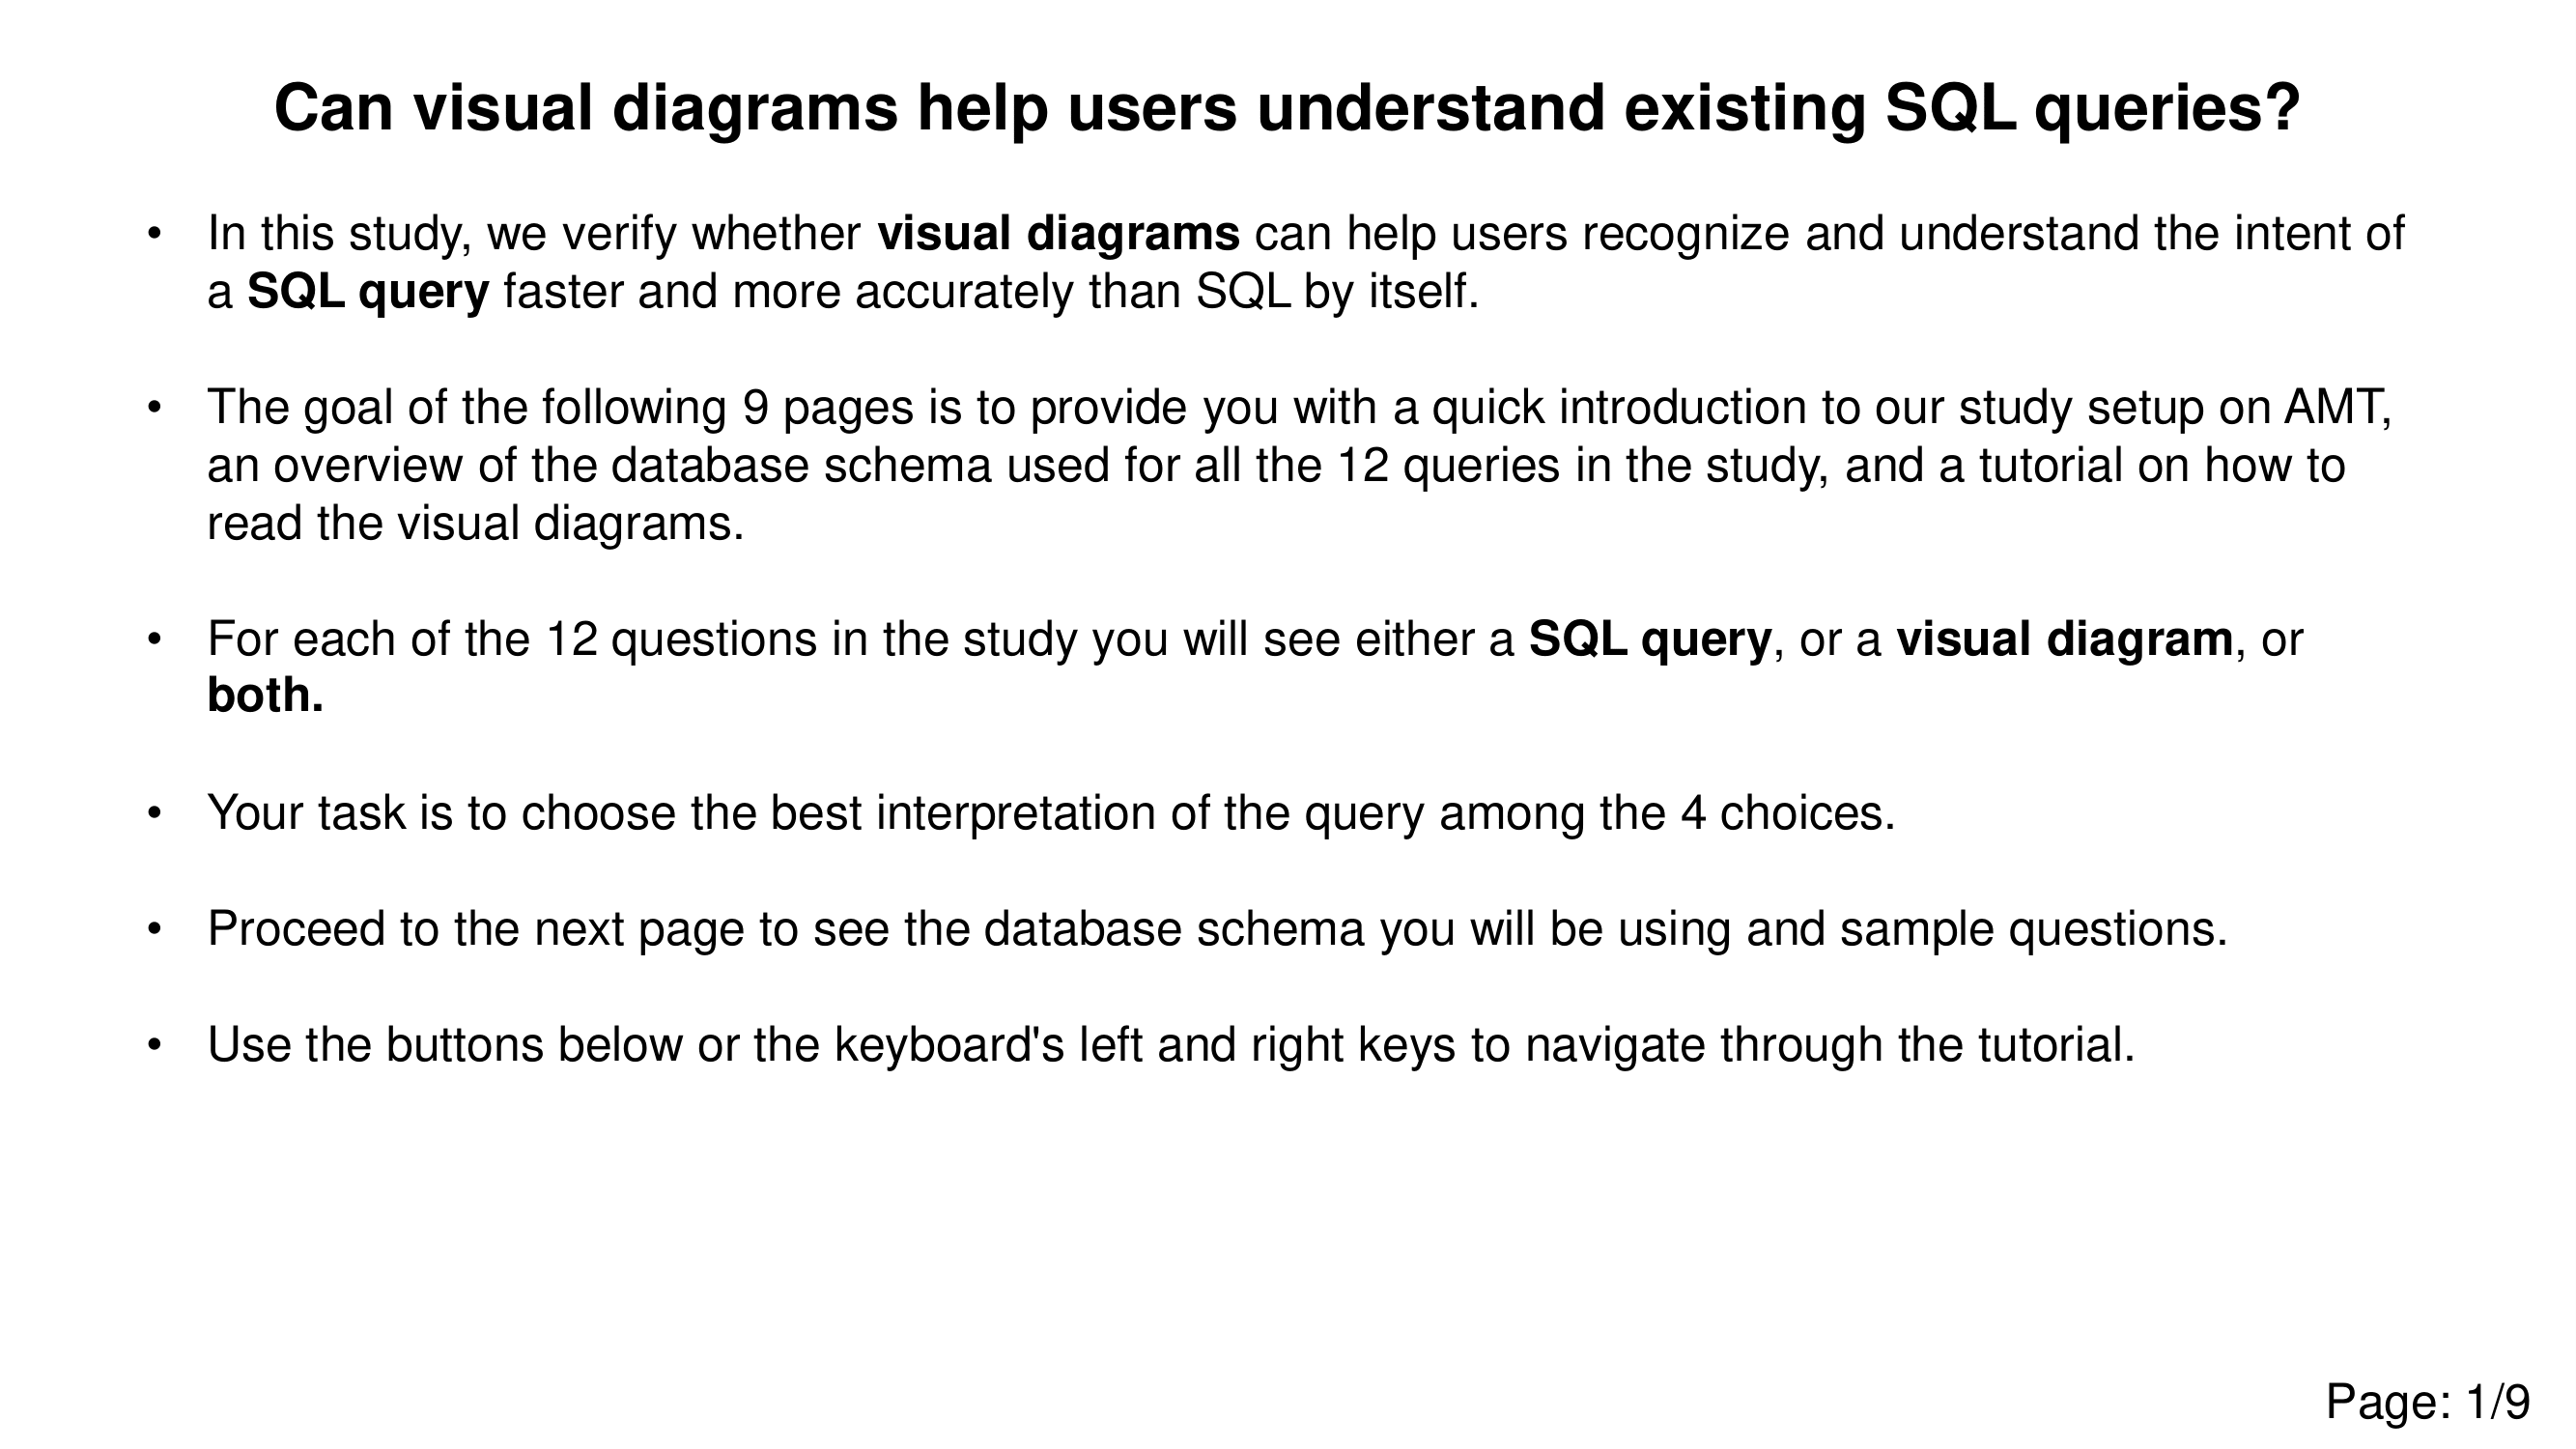 Can visual diagrams help users understand existing SQL queries?
• In this study, we verify whether visual diagrams can help users recognize and understand the intent of
a SQL query faster and more accurately than SQL by itself.
• The goal of the following 9 pages is to provide you with a quick introduction to our study setup on AMT,
an overview of the database schema used for all the 12 queries in the study, and a tutorial on how to
read the visual diagrams.
• For each of the 12 questions in the study you will see either a SQL query, or a visual diagram, or
both.
• Your task is to choose the best interpretation of the query among the 4 choices.
• Proceed to the next page to see the database schema you will be using and sample questions.
• Use the buttons below or the keyboard's left and right keys to navigate through the tutorial.
Page: 1/9